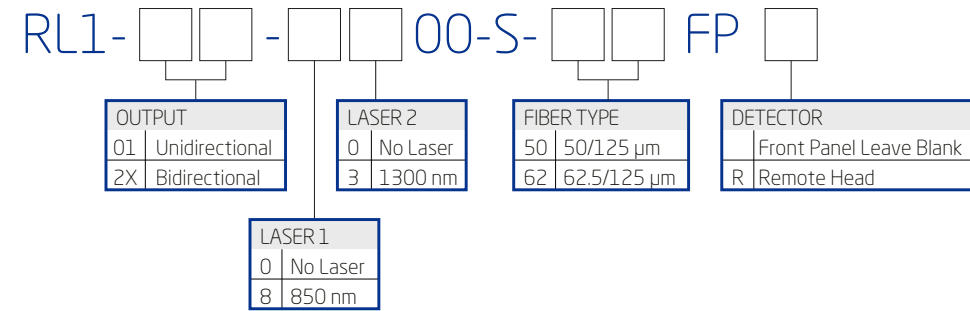 RL1- - 00-S- FP
OUTPUT
01 Unidirectional
2X Bidirectional
LASER 2
0 No Laser
3 1300 nm
FIBER TYPE
50 50/125 µm
62 62.5/125 µm
DETECTOR
Front Panel Leave Blank
R Remote Head
LASER 1
0 No Laser
8 850 nm